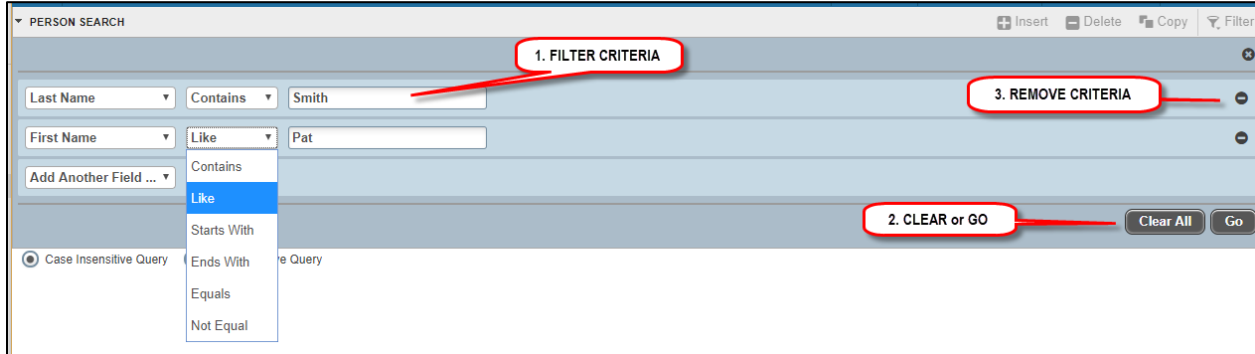 PERSON SEARCH Insert Delete Copy Filter
1. FILTER CRITERIA
Last Name Contains Smith 3. REMOVE CRITERIA
First Name Like Pat
Contains
Add Another Field ...
Like
2. CLEAR or GO Clear All Go
Starts With
Case Insensitive Query Ends With Query
Equals
Not Equal